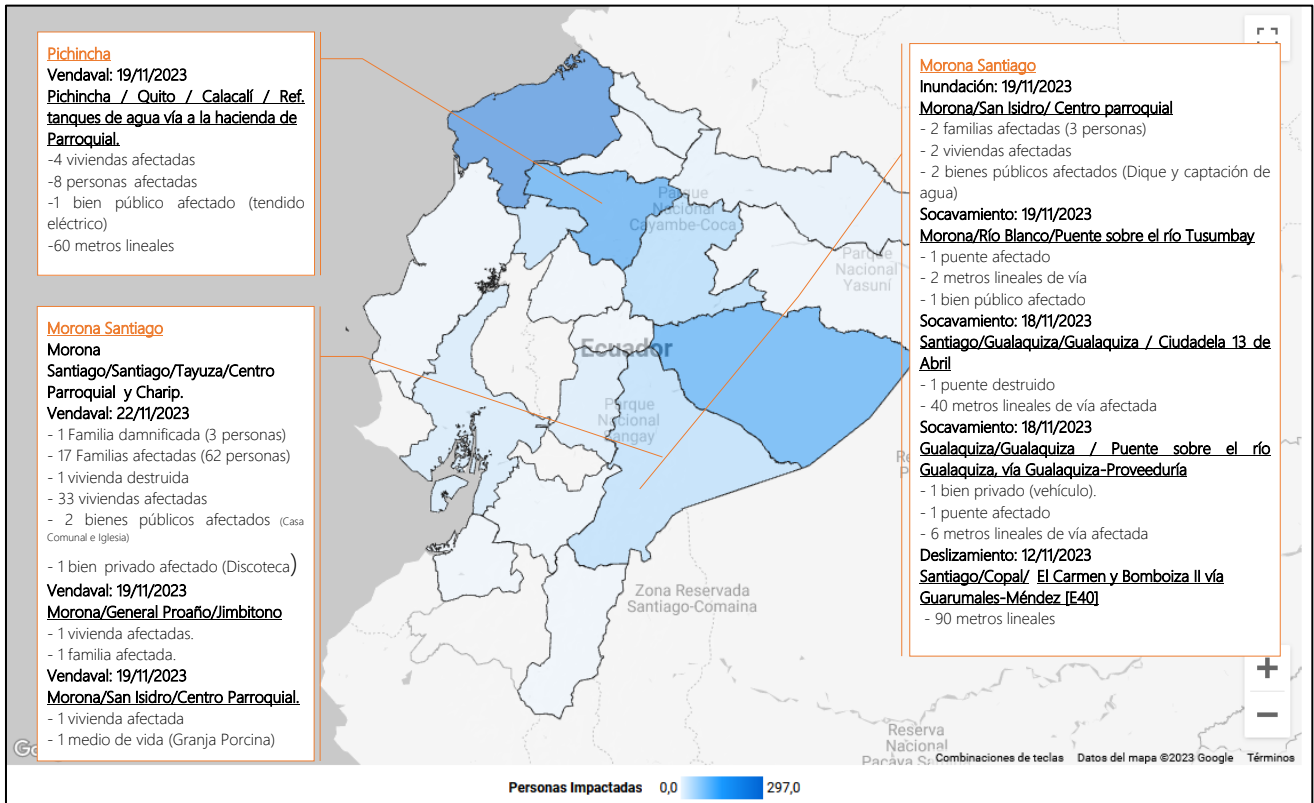 Pichincha
Vendaval: 19/11/2023
Pichincha / Quito / Calacalí / Ref.
tanques de agua vía a la hacienda de
Parroquial.
-4 viviendas afectadas
-8 personas afectadas
-1 bien público afectado (tendido
eléctrico)
-60 metros lineales
Morona Santiago
Morona
Santiago/Santiago/Tayuza/Centro
Parroquial y Charip.
Vendaval: 22/11/2023
- 1 Familia damnificada (3 personas)
- 17 Familias afectadas (62 personas)
- 1 vivienda destruida
- 33 viviendas afectadas
- 2 bienes públicos afectados (Casa
Comunal e Iglesia)
- 1 bien privado afectado (Discoteca)
Vendaval: 19/11/2023
Morona/General Proaño/Jimbitono
- 1 vivienda afectadas.
- 1 familia afectada.
Vendaval: 19/11/2023
Morona/San Isidro/Centro Parroquial.
- 1 vivienda afectada
- 1 medio de vida (Granja Porcina)
Parque
Nacional
Cayambe-Coca
Parque
Nacional
Yasuní
Ecuador
Parque
Nacional
Sangay
Zona Reservada
Santiago-Comaina
Reserva
Nacional
Pacaya
Morona Santiago
Inundación: 19/11/2023
Morona/San Isidro/ Centro parroquial
- 2 familias afectadas (3 personas)
- 2 viviendas afectadas
- 2 bienes públicos afectados (Dique y captación de
agua)
Socavamiento: 19/11/2023
Morona/Río Blanco/Puente sobre el río Tusumbay
- 1 puente afectado
- 2 metros lineales de vía
- 1 bien público afectado
Socavamiento: 18/11/2023
Santiago/Gualaquiza/Gualaquiza / Ciudadela 13 de
Abril
- 1 puente destruido
- 40 metros lineales de vía afectada
Socavamiento: 18/11/2023
Gualaquiza/Gualaquiza / Puente sobre el río
Gualaquiza, vía Gualaquiza-Proveeduría
- 1 bien privado (vehículo).
- 1 puente afectado
- 6 metros lineales de vía afectada
Deslizamiento: 12/11/2023
Santiago/Copal/ El Carmen y Bomboiza II vía
Guarumales-Méndez [E40]
- 90 metros lineales
Combinaciones de teclas Datos del mapa ©2023 Google Términos
Personas Impactadas 0,0 297,0